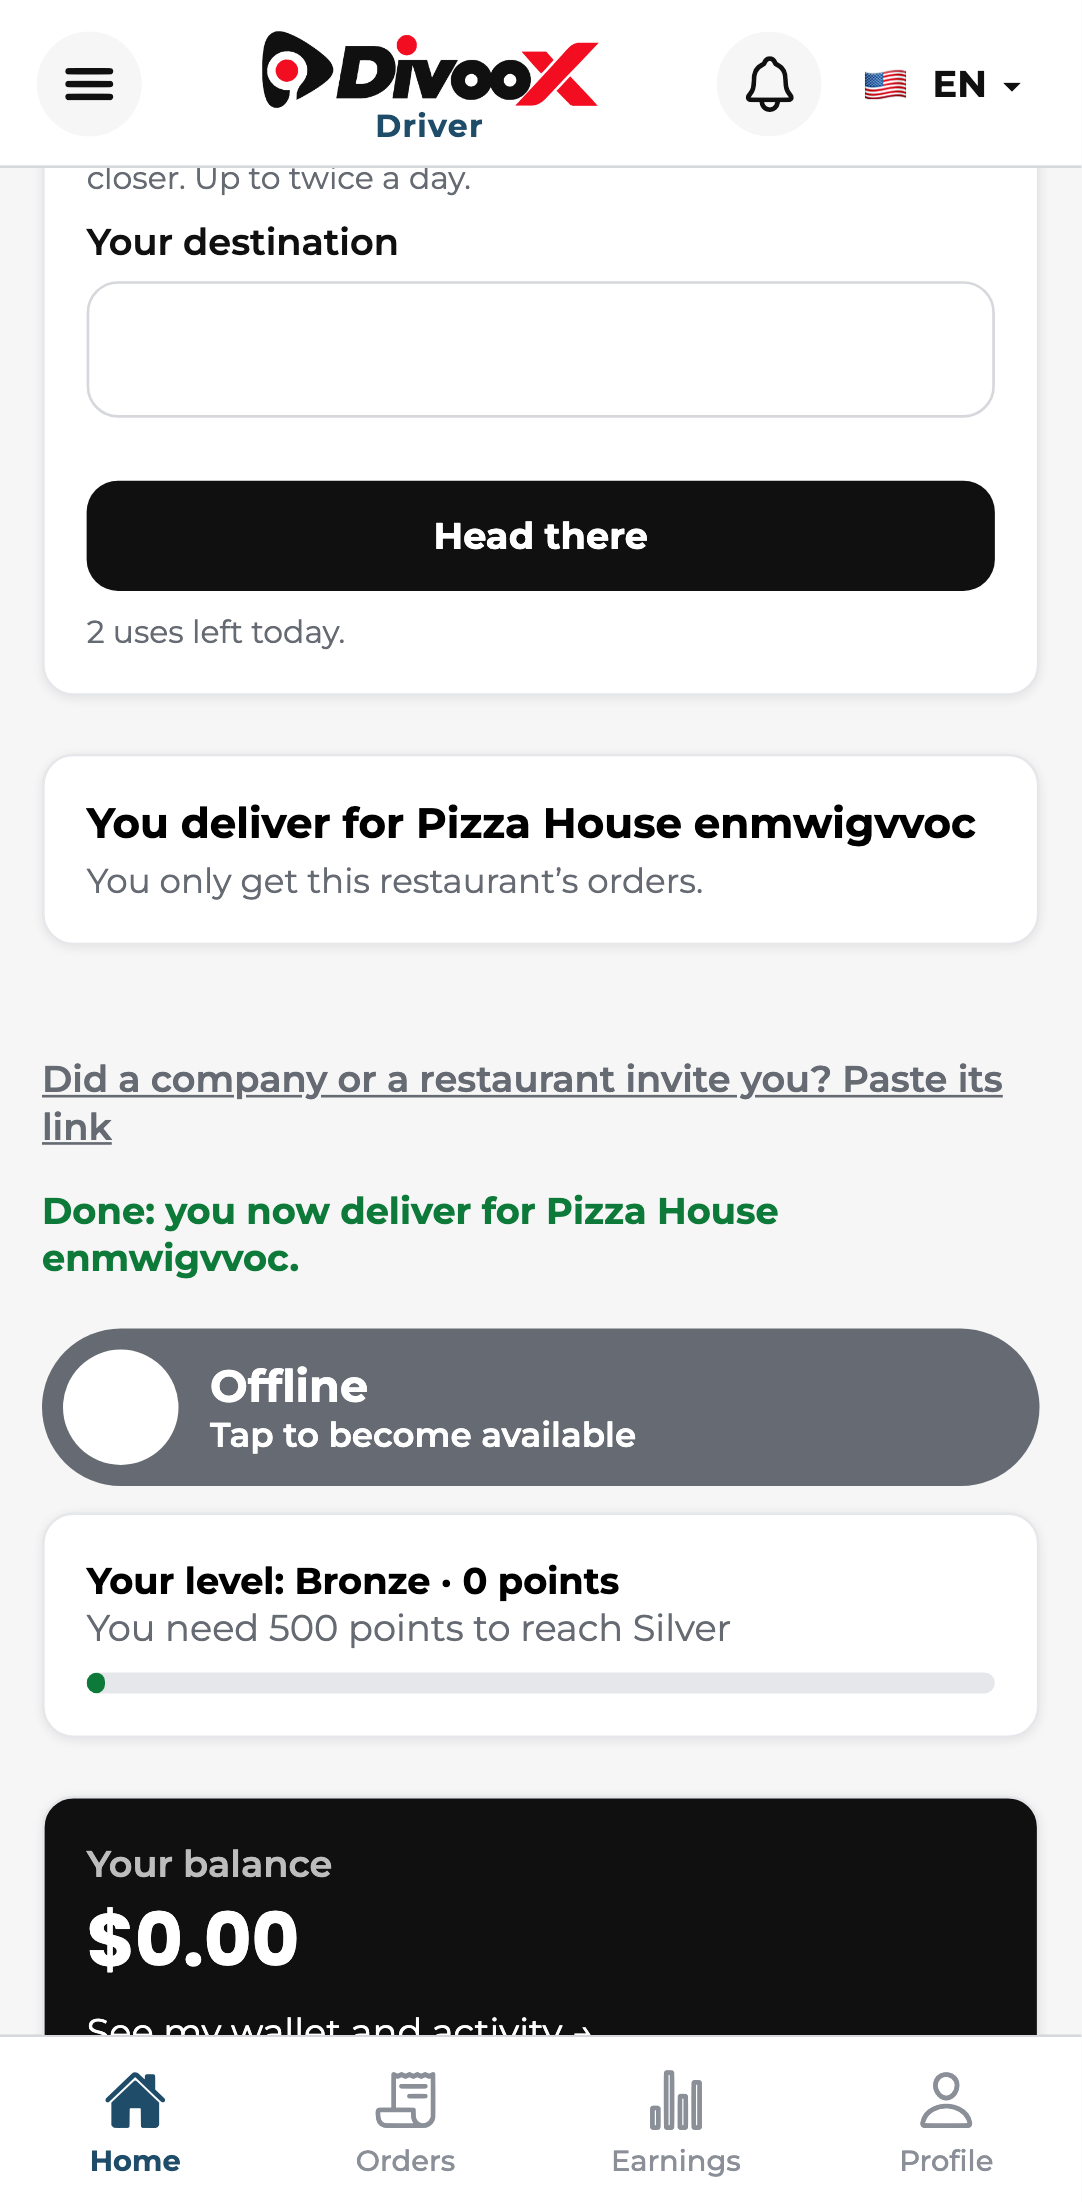 DivooX
Driver
EN
closer. Up to twice a day.
Your destination
Head there
2 uses left today.
You deliver for Pizza House enmwigvvoc
You only get this restaurant’s orders.
Did a company or a restaurant invite you? Paste its
link
Done: you now deliver for Pizza House
enmwigvvoc.
Offline
Tap to become available
Your level: Bronze · 0 points
You need 500 points to reach Silver
Your balance
$0.00
See my wallet and activity →
Home
Orders
Earnings
Profile